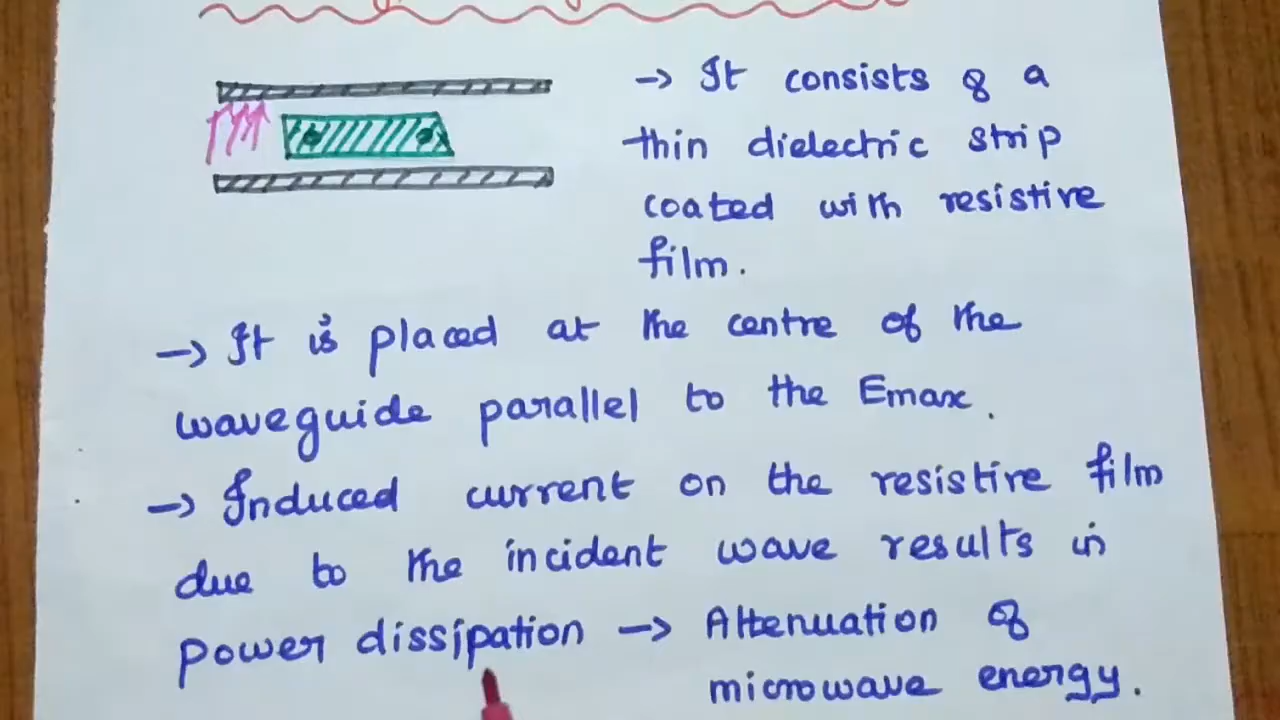 → It consists of a
thin dielectric strip
coated with resistive
film.
→ It is placed at the centre of the
waveguide parallel to the Emax.
→ Induced current on the resistive film
due to the incident wave results in
power dissipation → Attenuation of
microwave energy.